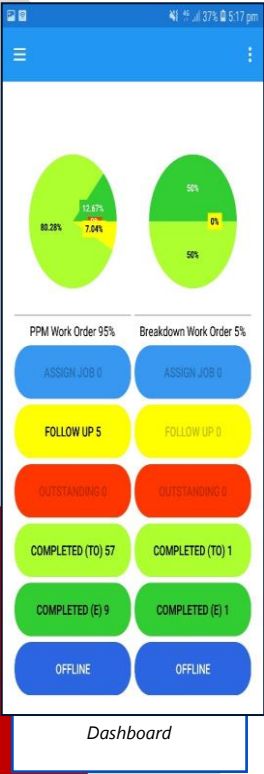 37% 5:17 pm
12.67%
0%
80.28%
7.04%
50%
0%
50%
PPM Work Order 95%
Breakdown Work Order 5%
ASSIGN JOB 0
ASSIGN JOB 0
FOLLOW UP 5
FOLLOW UP 0
OUTSTANDING 0
OUTSTANDING 0
COMPLETED (TO) 57
COMPLETED (TO) 1
COMPLETED (E) 9
COMPLETED (E) 1
OFFLINE
OFFLINE
Dashboard